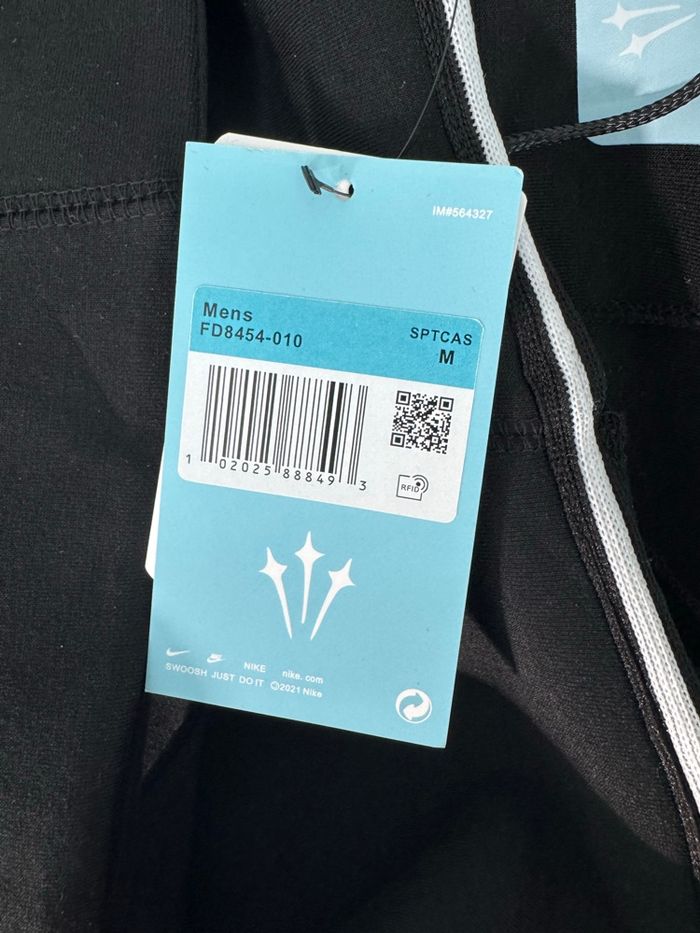 IM#564327
Mens
FD8454-010
SPTCAS
M
1 02025 88849 3
RFID
NIKE nike. com
SWOOSH JUST DO IT ©2021 Nike